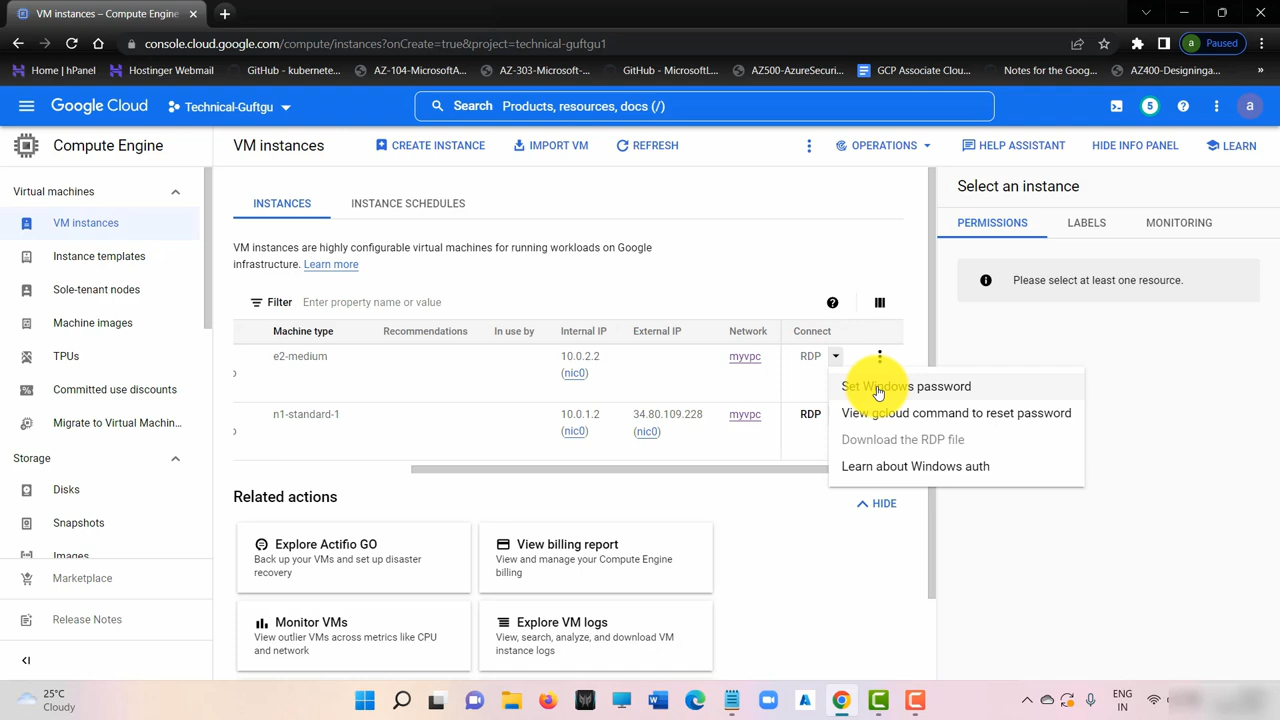 VM instances – Compute Engine
console.cloud.google.com/compute/instances?onCreate=true&project=technical-guftgu1
Paused
Home | hPanel
Hostinger Webmail
GitHub - kubernete...
AZ-104-MicrosoftA...
AZ-303-Microsoft-...
GitHub - MicrosoftL...
AZ500-AzureSecuri...
GCP Associate Clou...
Notes for the Goog...
AZ400-Designinga...
»
Google Cloud
Technical-Guftgu
Search Products, resources, docs (/)
5
a
Compute Engine
VM instances
CREATE INSTANCE
IMPORT VM
REFRESH
OPERATIONS
HELP ASSISTANT
HIDE INFO PANEL
LEARN
Virtual machines
VM instances
Instance templates
Sole-tenant nodes
Machine images
TPUs
Committed use discounts
Migrate to Virtual Machin...
Storage
Disks
Snapshots
Images
Marketplace
Release Notes
INSTANCES
INSTANCE SCHEDULES
VM instances are highly configurable virtual machines for running workloads on Google
infrastructure. Learn more
Filter Enter property name or value
Machine type Recommendations In use by Internal IP External IP Network Connect
e2-medium 10.0.2.2 myvpc RDP
(nic0)
n1-standard-1 10.0.1.2 34.80.109.228 myvpc RDP
(nic0) (nic0)
Set Windows password
View gcloud command to reset password
Download the RDP file
Learn about Windows auth
Related actions
HIDE
Explore Actifio GO
Back up your VMs and set up disaster
recovery
View billing report
View and manage your Compute Engine
billing
Monitor VMs
View outlier VMs across metrics like CPU
and network
Explore VM logs
View, search, analyze, and download VM
instance logs
Select an instance
PERMISSIONS
LABELS
MONITORING
Please select at least one resource.
25°C
Cloudy
ENG
IN